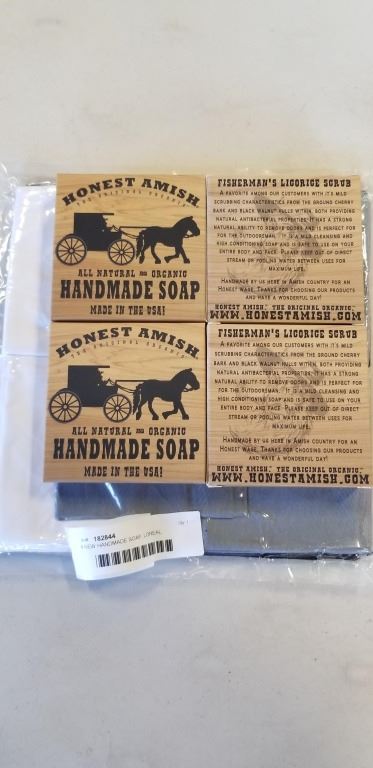 HONEST AMISH
THE ORIGINAL ORGANIC
ALL NATURAL AND ORGANIC
HANDMADE SOAP
MADE IN THE USA!
FISHERMAN'S LICORICE SCRUB
A FAVORITE AMONG OUR CUSTOMERS WITH IT'S MILD
SCRUBBING CHARACTERISTICS FROM THE GROUND CHERRY
BARK AND BLACK WALNUT HULLS WITHIN, BOTH PROVIDING
NATURAL ANTIBACTERIAL PROPERTIES. IT HAS A STRONG
NATURAL ABILITY TO REMOVE ODORS AND IS PERFECT FOR
FOR THE OUTDOORSMAN. IT IS A MILD CLEANSING AND
HIGH CONDITIONING SOAP AND IS SAFE TO USE ON YOUR
ENTIRE BODY AND FACE. PLEASE KEEP OUT OF DIRECT
STREAM OF POOLING WATER BETWEEN USES FOR
MAXIMUM LIFE.
HANDMADE BY US HERE IN AMISH COUNTRY FOR AN
HONEST WAGE. THANKS FOR CHOOSING OUR PRODUCTS
AND HAVE A WONDERFUL DAY!
HONEST AMISH, THE ORIGINAL ORGANIC
WWW.HONESTAMISH.COM
HONEST AMISH
THE ORIGINAL ORGANIC
ALL NATURAL AND ORGANIC
HANDMADE SOAP
MADE IN THE USA!
FISHERMAN'S LICORICE SCRUB
A FAVORITE AMONG OUR CUSTOMERS WITH IT'S MILD
SCRUBBING CHARACTERISTICS FROM THE GROUND CHERRY
BARK AND BLACK WALNUT HULLS WITHIN, BOTH PROVIDING
NATURAL ANTIBACTERIAL PROPERTIES. IT HAS A STRONG
NATURAL ABILITY TO REMOVE ODORS AND IS PERFECT FOR
FOR THE OUTDOORSMAN. IT IS A MILD CLEANSING AND
HIGH CONDITIONING SOAP AND IS SAFE TO USE ON YOUR
ENTIRE BODY AND FACE. PLEASE KEEP OUT OF DIRECT
STREAM OF POOLING WATER BETWEEN USES FOR
MAXIMUM LIFE.
HANDMADE BY US HERE IN AMISH COUNTRY FOR AN
HONEST WAGE. THANKS FOR CHOOSING OUR PRODUCTS
AND HAVE A WONDERFUL DAY!
HONEST AMISH, THE ORIGINAL ORGANIC
WWW.HONESTAMISH.COM
182844
NEW HANDMADE SOAP, LOREAL,